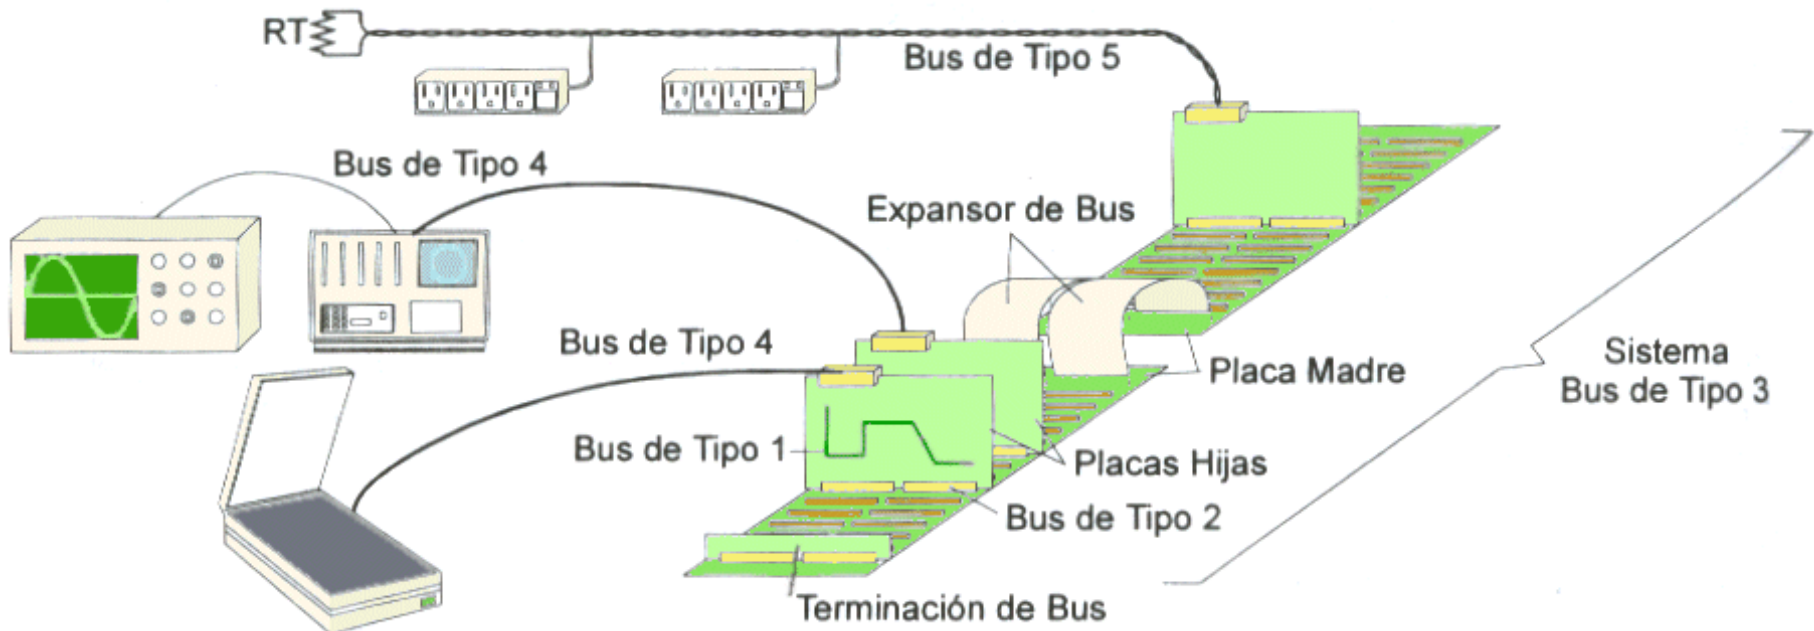 RT
Bus de Tipo 5
Bus de Tipo 4
Expansor de Bus
Bus de Tipo 4
Placa Madre
Sistema
Bus de Tipo 3
Bus de Tipo 1
Placas Hijas
Bus de Tipo 2
Terminación de Bus